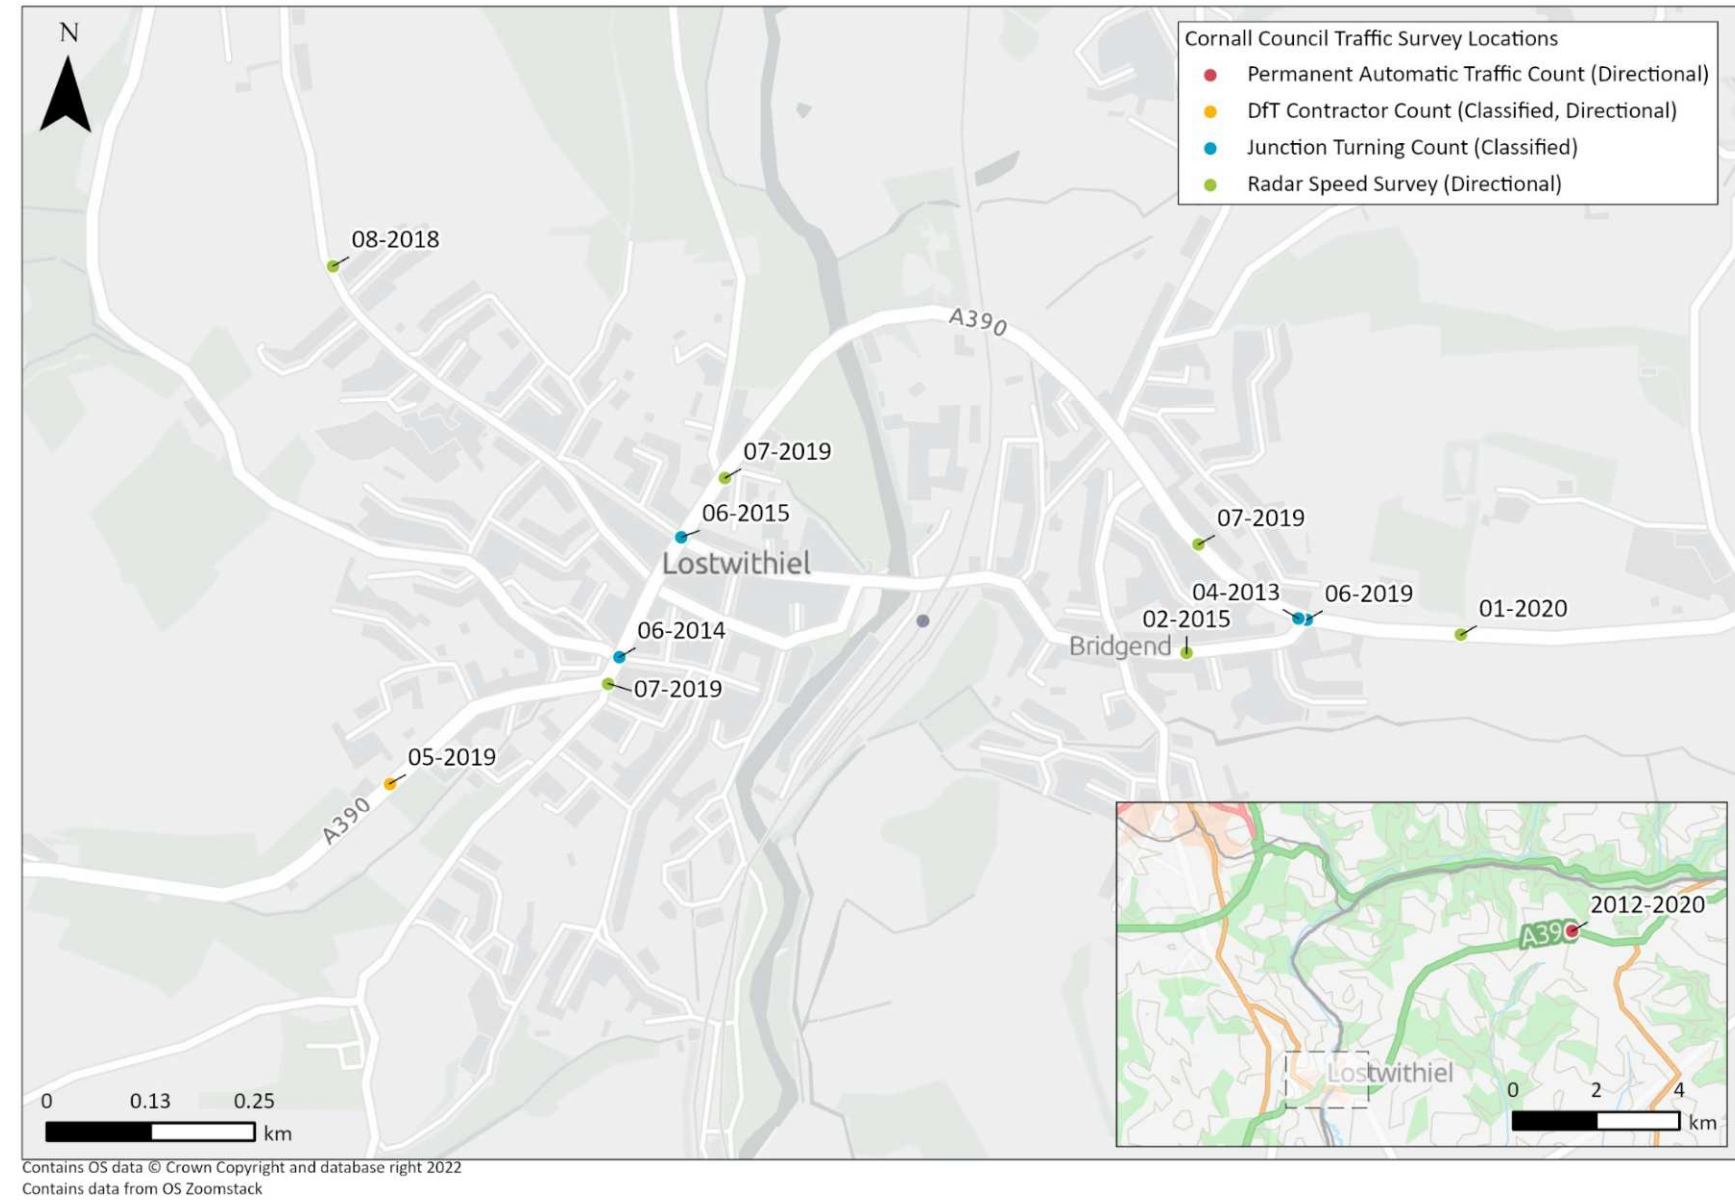 N
Cornall Council Traffic Survey Locations
Permanent Automatic Traffic Count (Directional)
DfT Contractor Count (Classified, Directional)
Junction Turning Count (Classified)
Radar Speed Survey (Directional)
08-2018
A390
07-2019
06-2015
07-2019
Lostwithiel
04-2013
06-2019
01-2020
02-2015
06-2014
Bridgend
07-2019
05-2019
A390
2012-2020
A390
Lostwithiel
0 2 4
km
0 0.13 0.25
km
Contains OS data © Crown Copyright and database right 2022
Contains data from OS Zoomstack